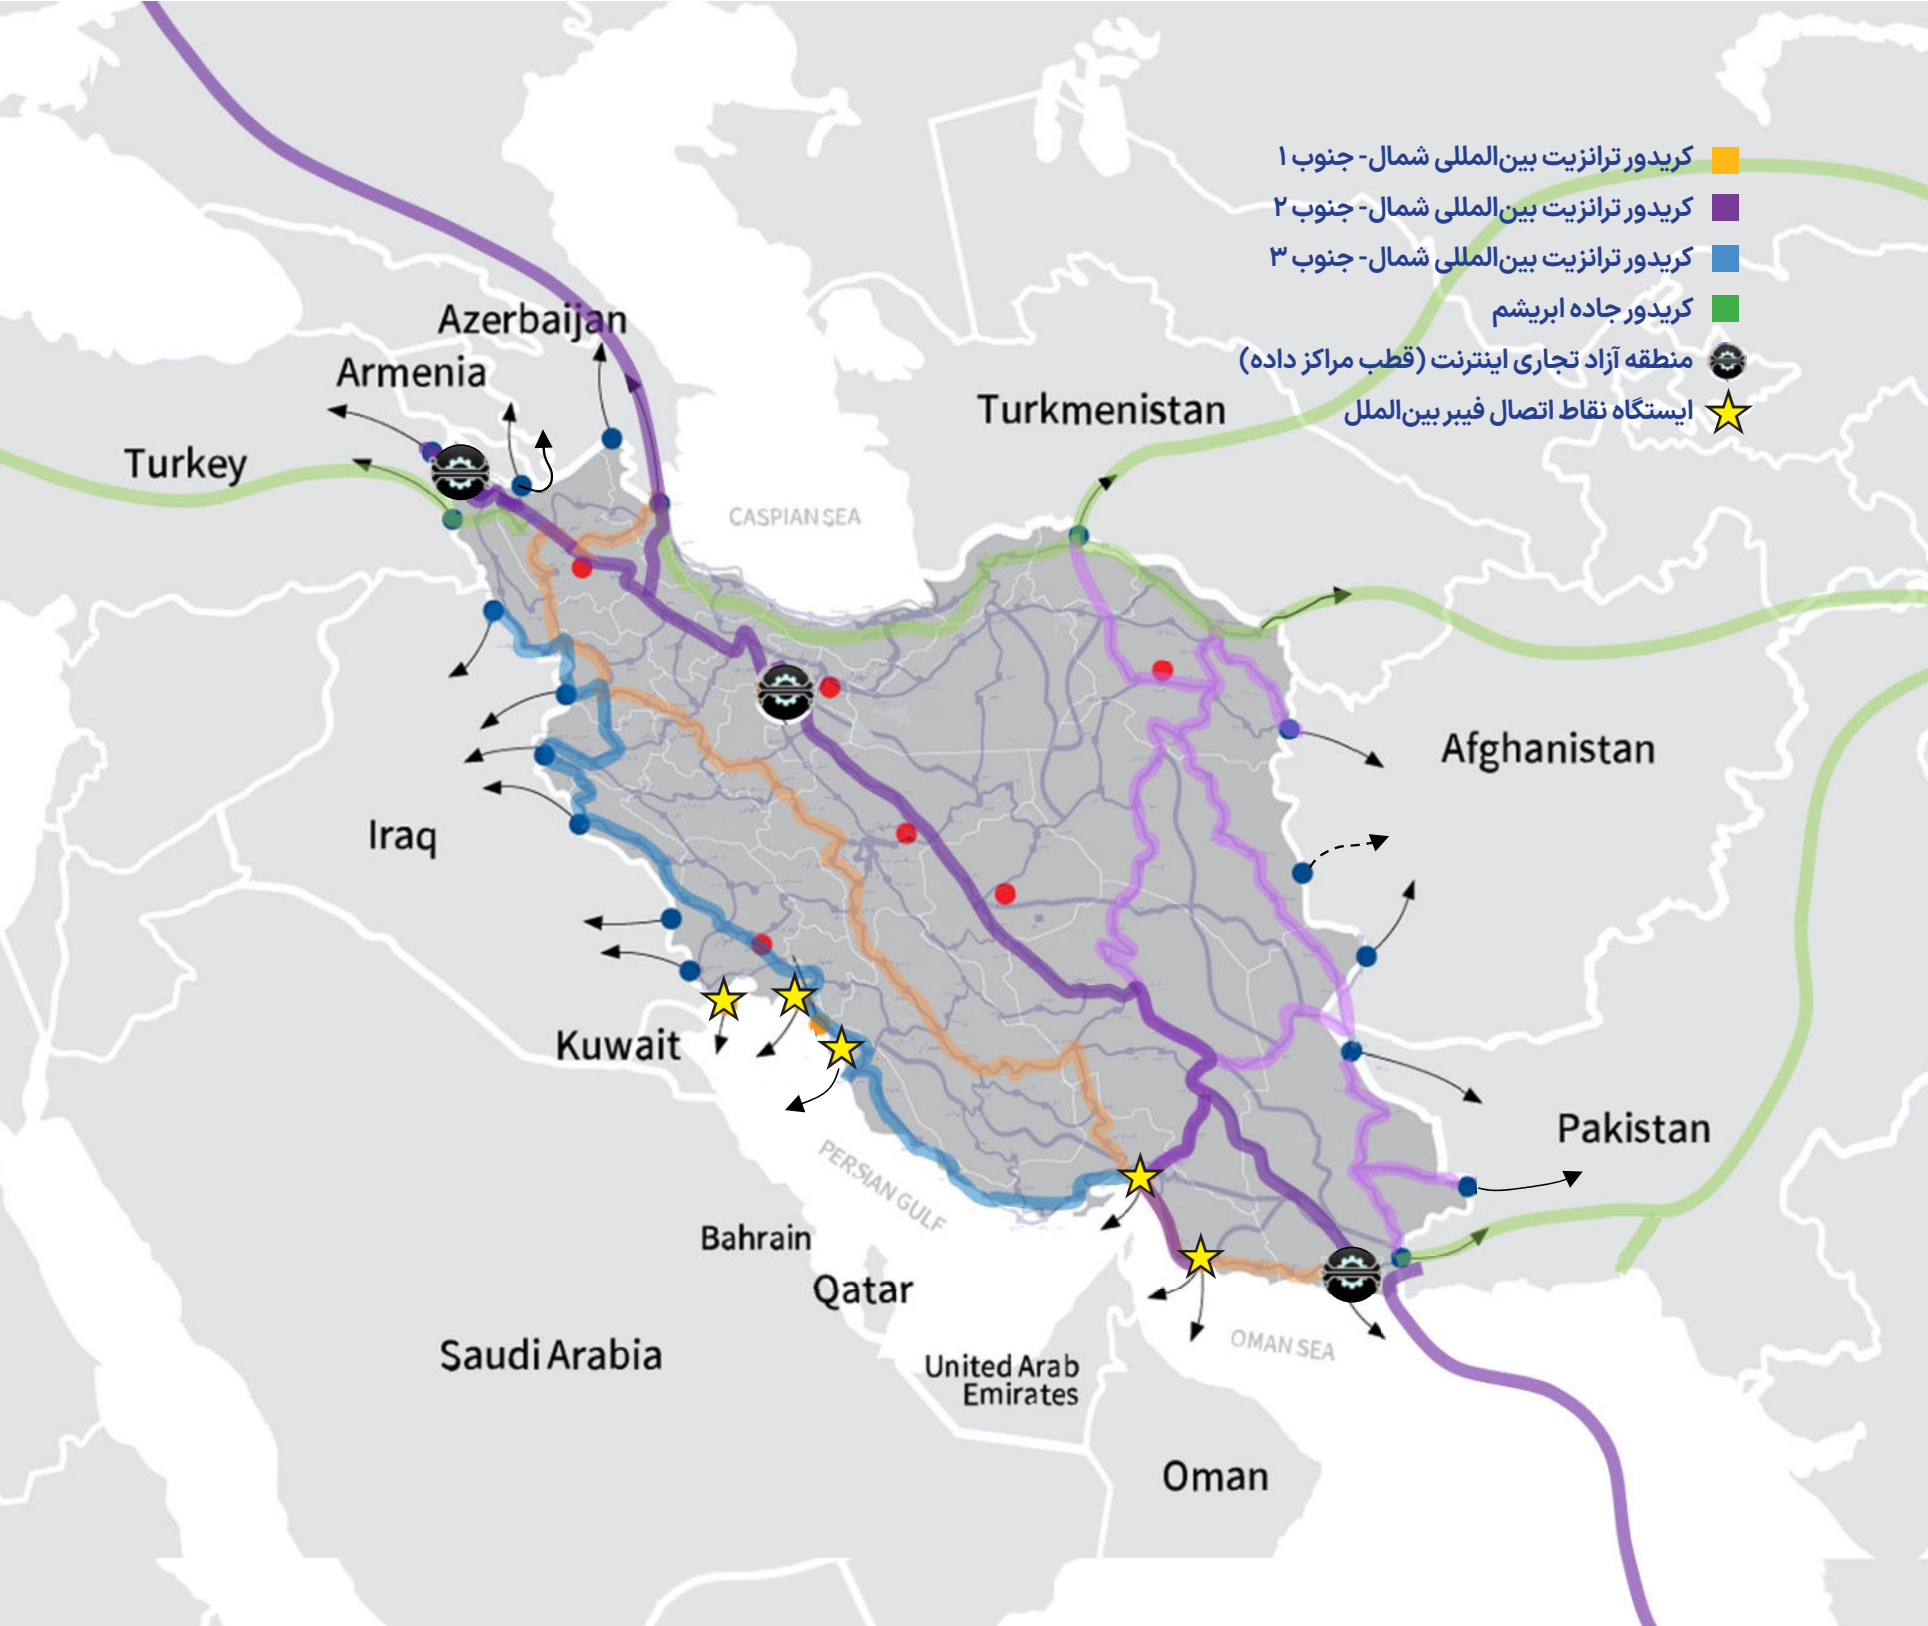 کریدور ترانزیت بین‌المللی شمال- جنوب ۱
کریدور ترانزیت بین‌المللی شمال- جنوب ۲
کریدور ترانزیت بین‌المللی شمال- جنوب ۳
کریدور جاده ابریشم
منطقه آزاد تجاری اینترنت (قطب مراکز داده)
ایستگاه نقاط اتصال فیبر بین‌الملل
Azerbaijan
Armenia
Turkmenistan
Turkey
CASPIAN SEA
Afghanistan
Iraq
Kuwait
Pakistan
PERSIAN GULF
Bahrain
Qatar
Saudi Arabia
OMAN SEA
United Arab
Emirates
Oman